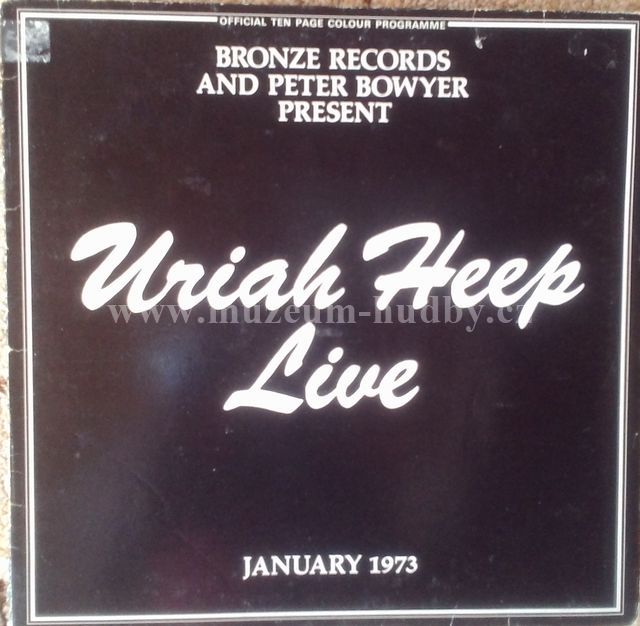 OFFICIAL TEN PAGE COLOUR PROGRAMME
BRONZE RECORDS
AND PETER BOWYER
PRESENT
Uriah Heep
www.muzeum-hudby.cz
Live
JANUARY 1973